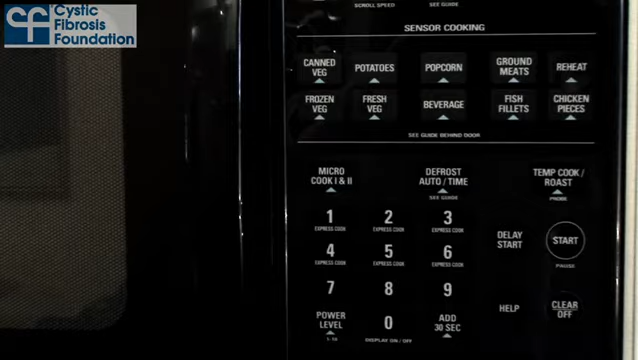 Cystic
Fibrosis
Foundation
SCROLL SPEED
SEE GUIDE
SENSOR COOKING
CANNED VEG
POTATOES
POPCORN
GROUND MEATS
REHEAT
FROZEN VEG
FRESH VEG
BEVERAGE
FISH FILLETS
CHICKEN PIECES
SEE GUIDE BEHIND DOOR
MICRO COOK I & II
DEFROST AUTO / TIME
SEE GUIDE
TEMP COOK / ROAST
PROBE
1 2 3
EXPRESS COOK EXPRESS COOK EXPRESS COOK
DELAY START
START
PAUSE
4 5 6
EXPRESS COOK EXPRESS COOK EXPRESS COOK
7 8 9
HELP
CLEAR OFF
POWER LEVEL
1-10
0
DISPLAY ON / OFF
ADD 30 SEC